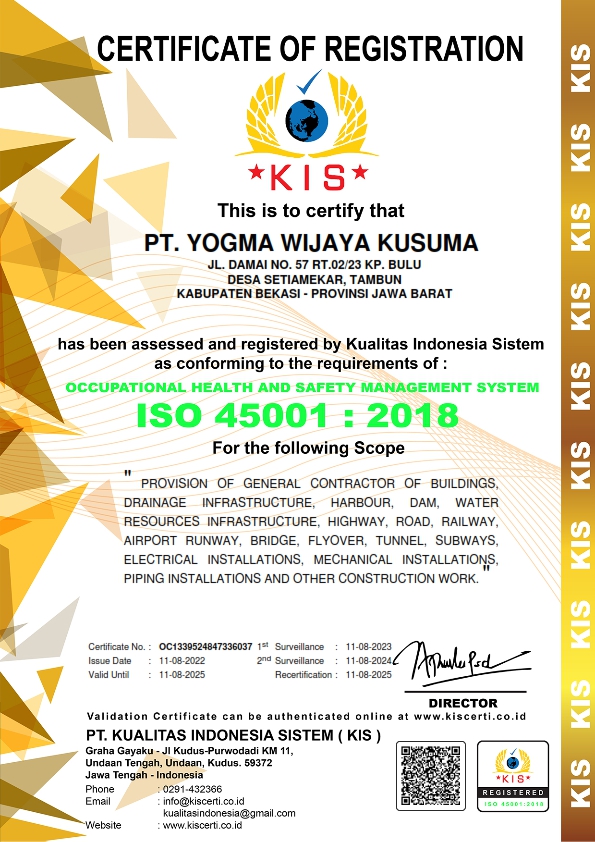 CERTIFICATE OF REGISTRATION
KIS
This is to certify that
PT. YOGMA WIJAYA KUSUMA
JL. DAMAI NO. 57 RT.02/23 KP. BULU
DESA SETIAMEKAR, TAMBUN
KABUPATEN BEKASI - PROVINSI JAWA BARAT
has been assessed and registered by Kualitas Indonesia Sistem
as conforming to the requirements of :
OCCUPATIONAL HEALTH AND SAFETY MANAGEMENT SYSTEM
ISO 45001 : 2018
For the following Scope
" PROVISION OF GENERAL CONTRACTOR OF BUILDINGS,
DRAINAGE INFRASTRUCTURE, HARBOUR, DAM, WATER
RESOURCES INFRASTRUCTURE, HIGHWAY, ROAD, RAILWAY,
AIRPORT RUNWAY, BRIDGE, FLYOVER, TUNNEL, SUBWAYS,
ELECTRICAL INSTALLATIONS, MECHANICAL INSTALLATIONS,
PIPING INSTALLATIONS AND OTHER CONSTRUCTION WORK. "
Certificate No. : OC1339524847336037 1st Surveillance : 11-08-2023
Issue Date : 11-08-2022 2nd Surveillance : 11-08-2024
Valid Until : 11-08-2025 Recertification : 11-08-2025
DIRECTOR
Validation Certificate can be authenticated online at www.kiscerti.co.id
PT. KUALITAS INDONESIA SISTEM ( KIS )
Graha Gayaku - Jl Kudus-Purwodadi KM 11,
Undaan Tengah, Undaan, Kudus. 59372
Jawa Tengah - Indonesia
Phone : 0291-432366
Email : info@kiscerti.co.id
kualitasindonesia@gmail.com
Website : www.kiscerti.co.id
KIS
REGISTERED
ISO 45001:2018
KIS
KIS
KIS
KIS
KIS
KIS
KIS
KIS
KIS
KIS